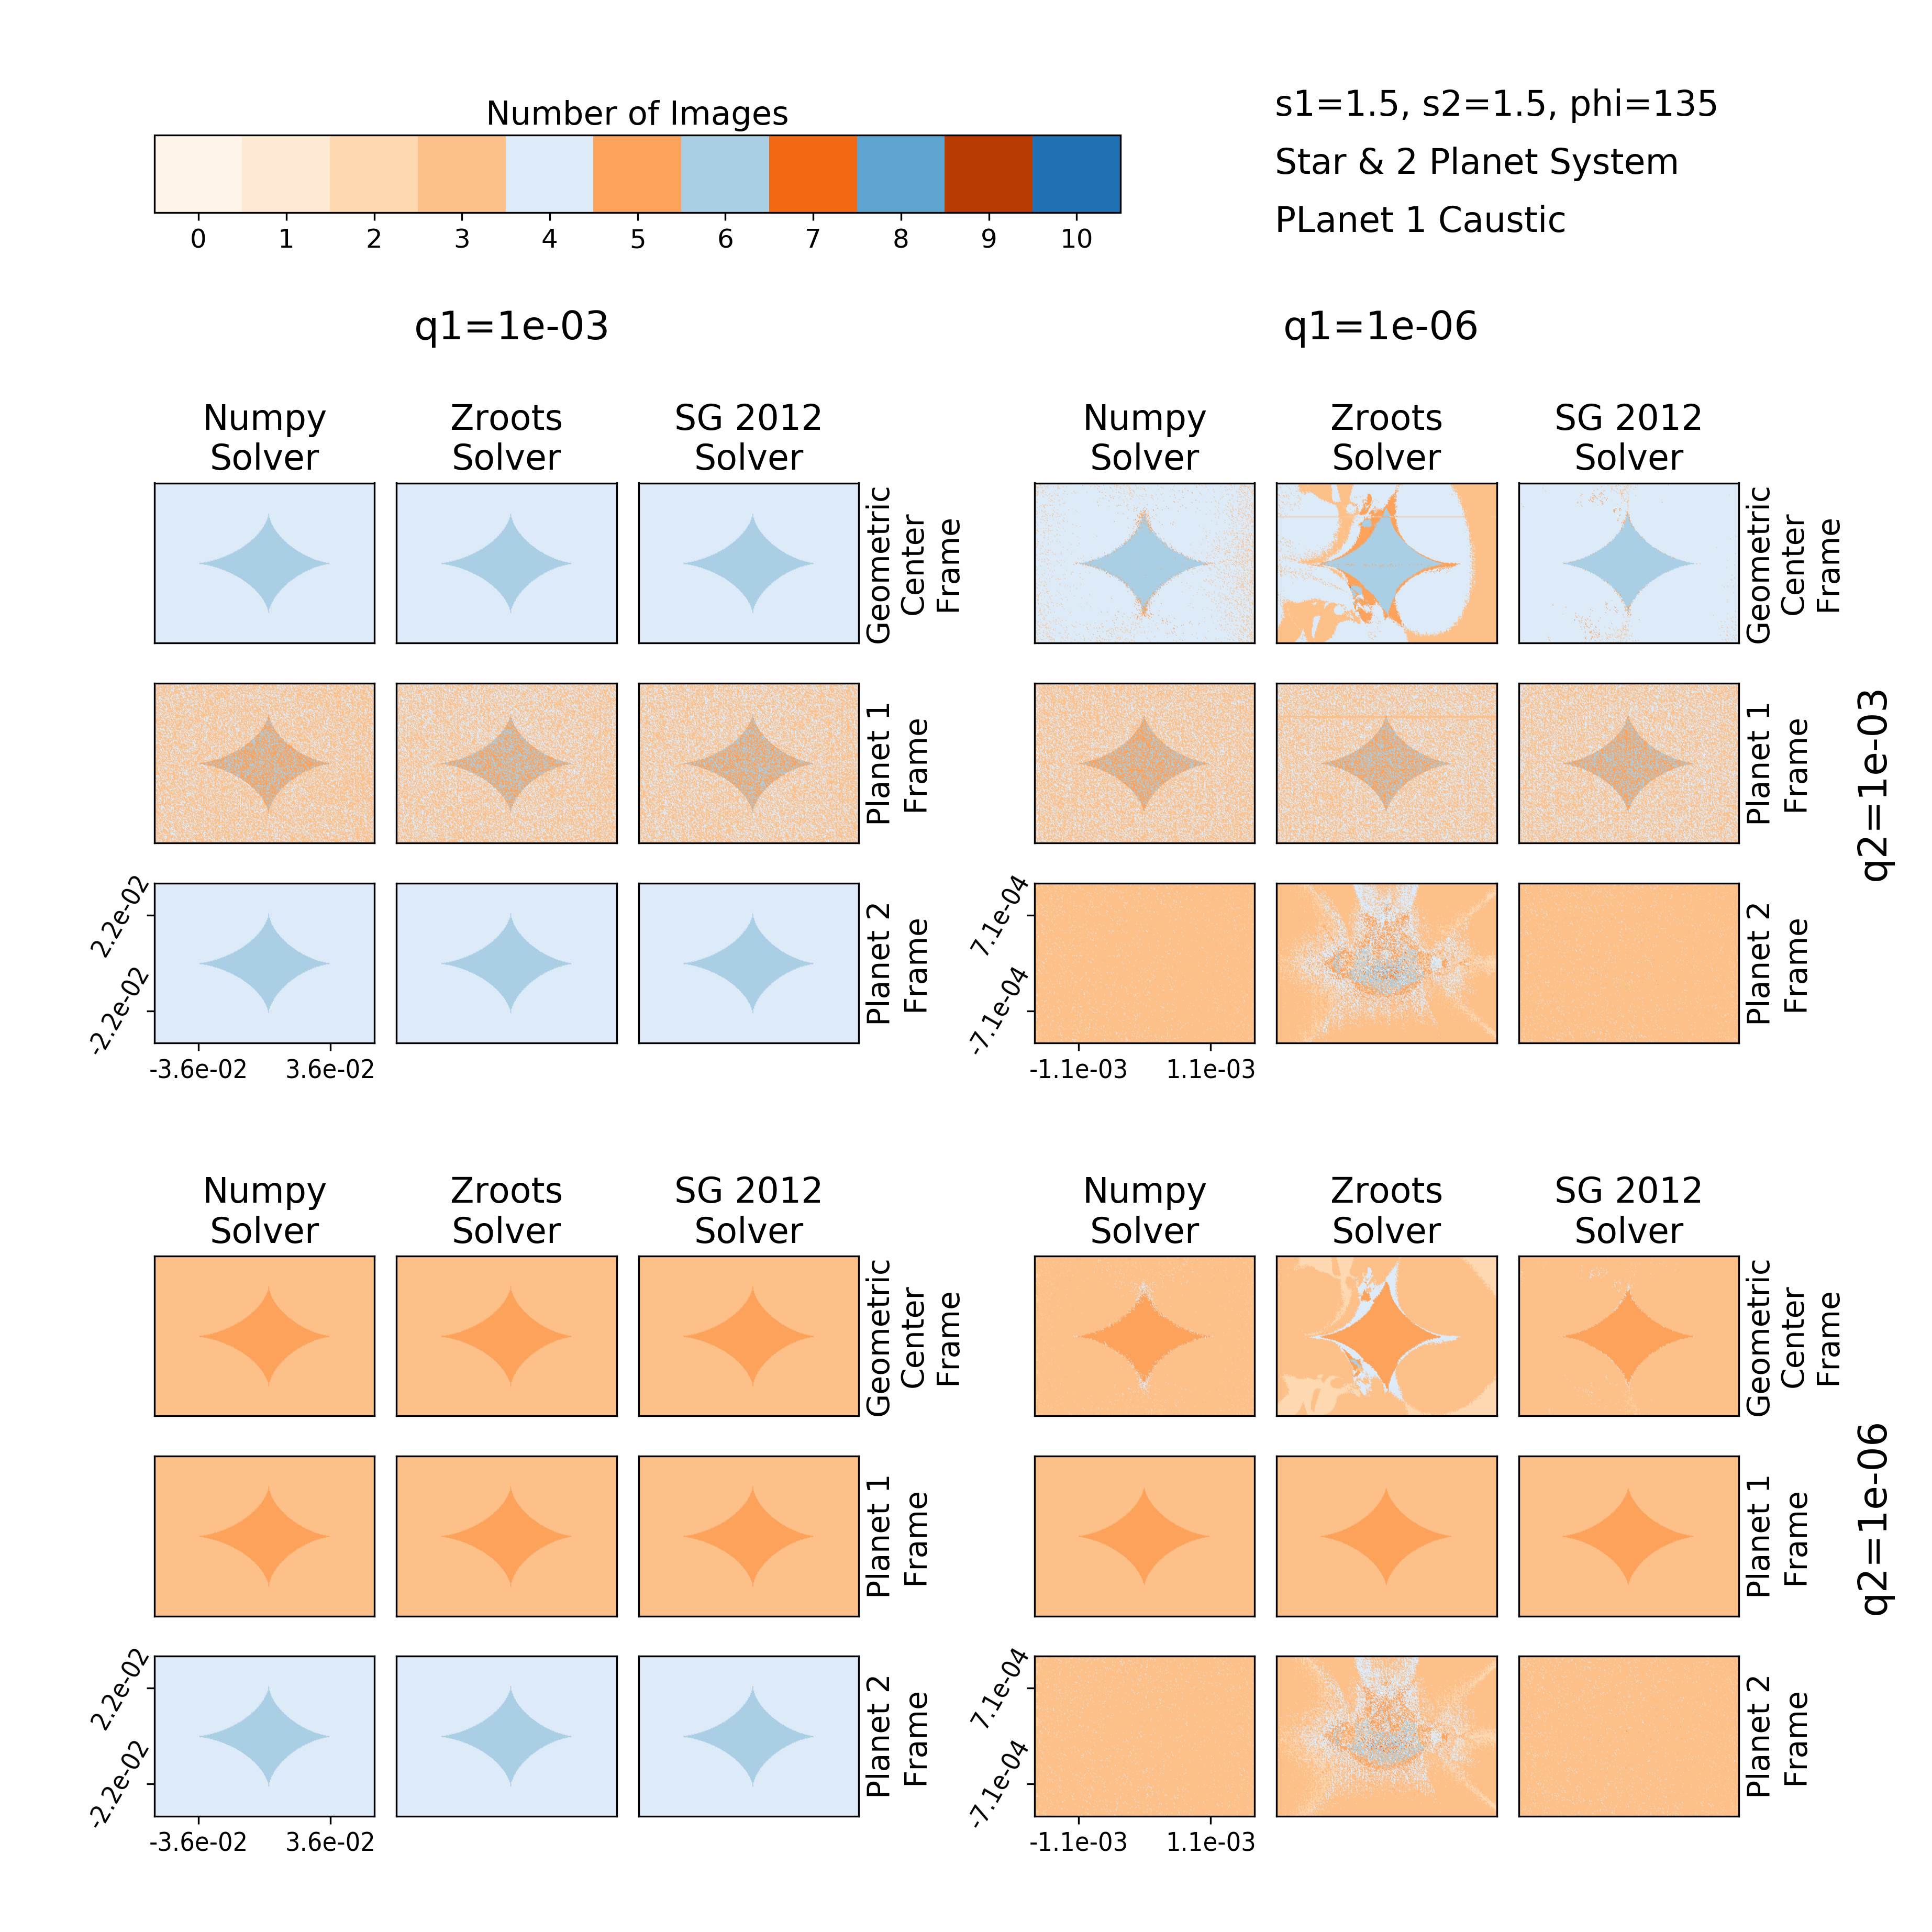 Number of Images
0 1 2 3 4 5 6 7 8 9 10
s1=1.5, s2=1.5, phi=135
Star & 2 Planet System
PLanet 1 Caustic
q1=1e-03
q1=1e-06
Numpy
Solver
Zroots
Solver
SG 2012
Solver
Numpy
Solver
Zroots
Solver
SG 2012
Solver
Geometric
Center
Frame
Geometric
Center
Frame
Planet 1
Frame
Planet 1
Frame
q2=1e-03
2.2e-02
-2.2e-02
Planet 2
Frame
7.1e-04
-7.1e-04
Planet 2
Frame
-3.6e-02 3.6e-02
-1.1e-03 1.1e-03
Numpy
Solver
Zroots
Solver
SG 2012
Solver
Numpy
Solver
Zroots
Solver
SG 2012
Solver
Geometric
Center
Frame
Geometric
Center
Frame
Planet 1
Frame
Planet 1
Frame
q2=1e-06
2.2e-02
-2.2e-02
Planet 2
Frame
7.1e-04
-7.1e-04
Planet 2
Frame
-3.6e-02 3.6e-02
-1.1e-03 1.1e-03